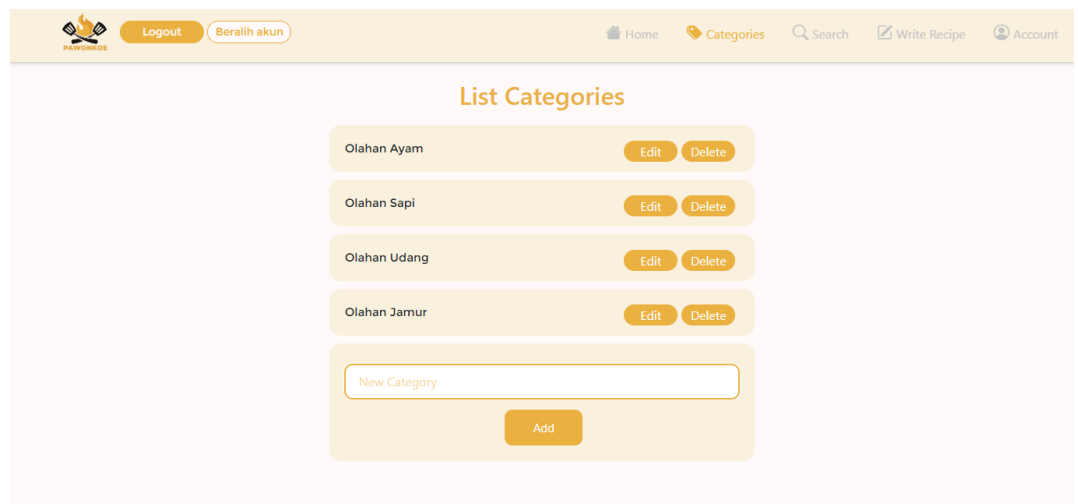 PAWONKOE
Logout
Beralih akun
Home
Categories
Search
Write Recipe
Account
List Categories
Olahan Ayam
Edit
Delete
Olahan Sapi
Edit
Delete
Olahan Udang
Edit
Delete
Olahan Jamur
Edit
Delete
New Category
Add